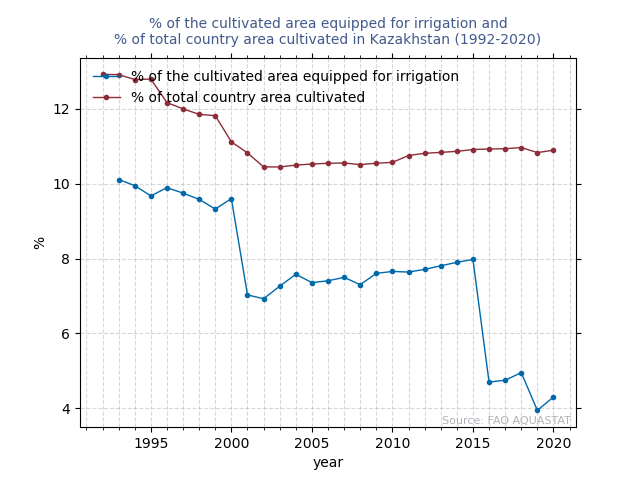 % of the cultivated area equipped for irrigation and
% of total country area cultivated in Kazakhstan (1992-2020)
% of the cultivated area equipped for irrigation
% of total country area cultivated
12
10
8
6
4
%
1995 2000 2005 2010 2015 2020
year
Source: FAO AQUASTAT